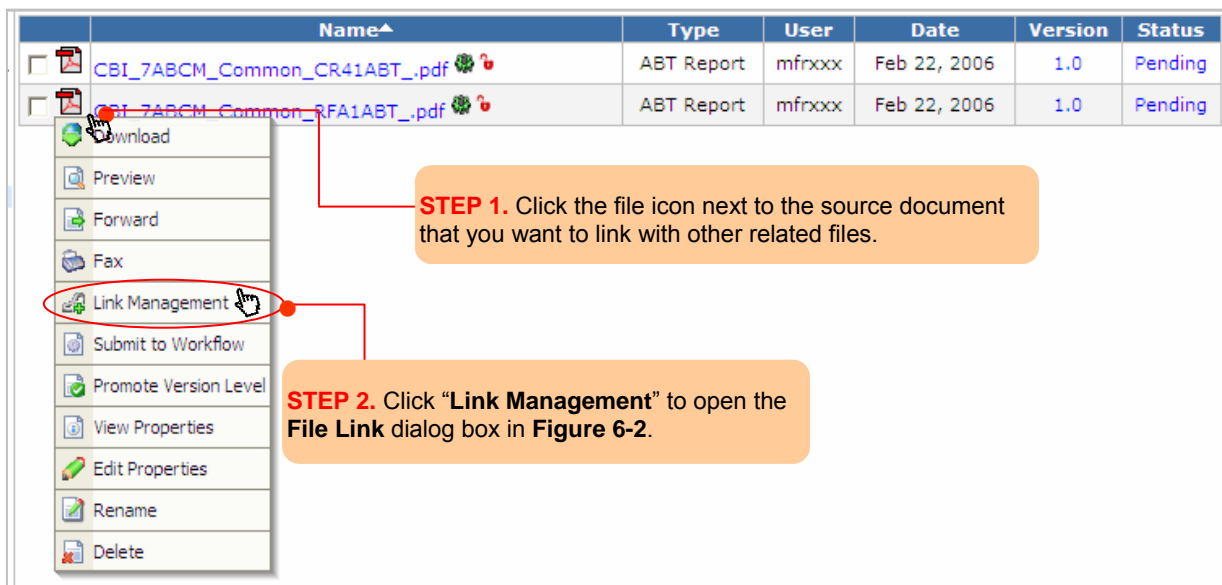 Name Type User Date Version Status
CBI_7ABCM_Common_CR41ABT_.pdf ABT Report mfrxxx Feb 22, 2006 1.0 Pending
CBI_7ABCM_Common_RFA1ABT_.pdf ABT Report mfrxxx Feb 22, 2006 1.0 Pending
Download
Preview
Forward
Fax
Link Management
Submit to Workflow
Promote Version Level
View Properties
Edit Properties
Rename
Delete
STEP 1. Click the file icon next to the source document
that you want to link with other related files.
STEP 2. Click “Link Management” to open the
File Link dialog box in Figure 6-2.